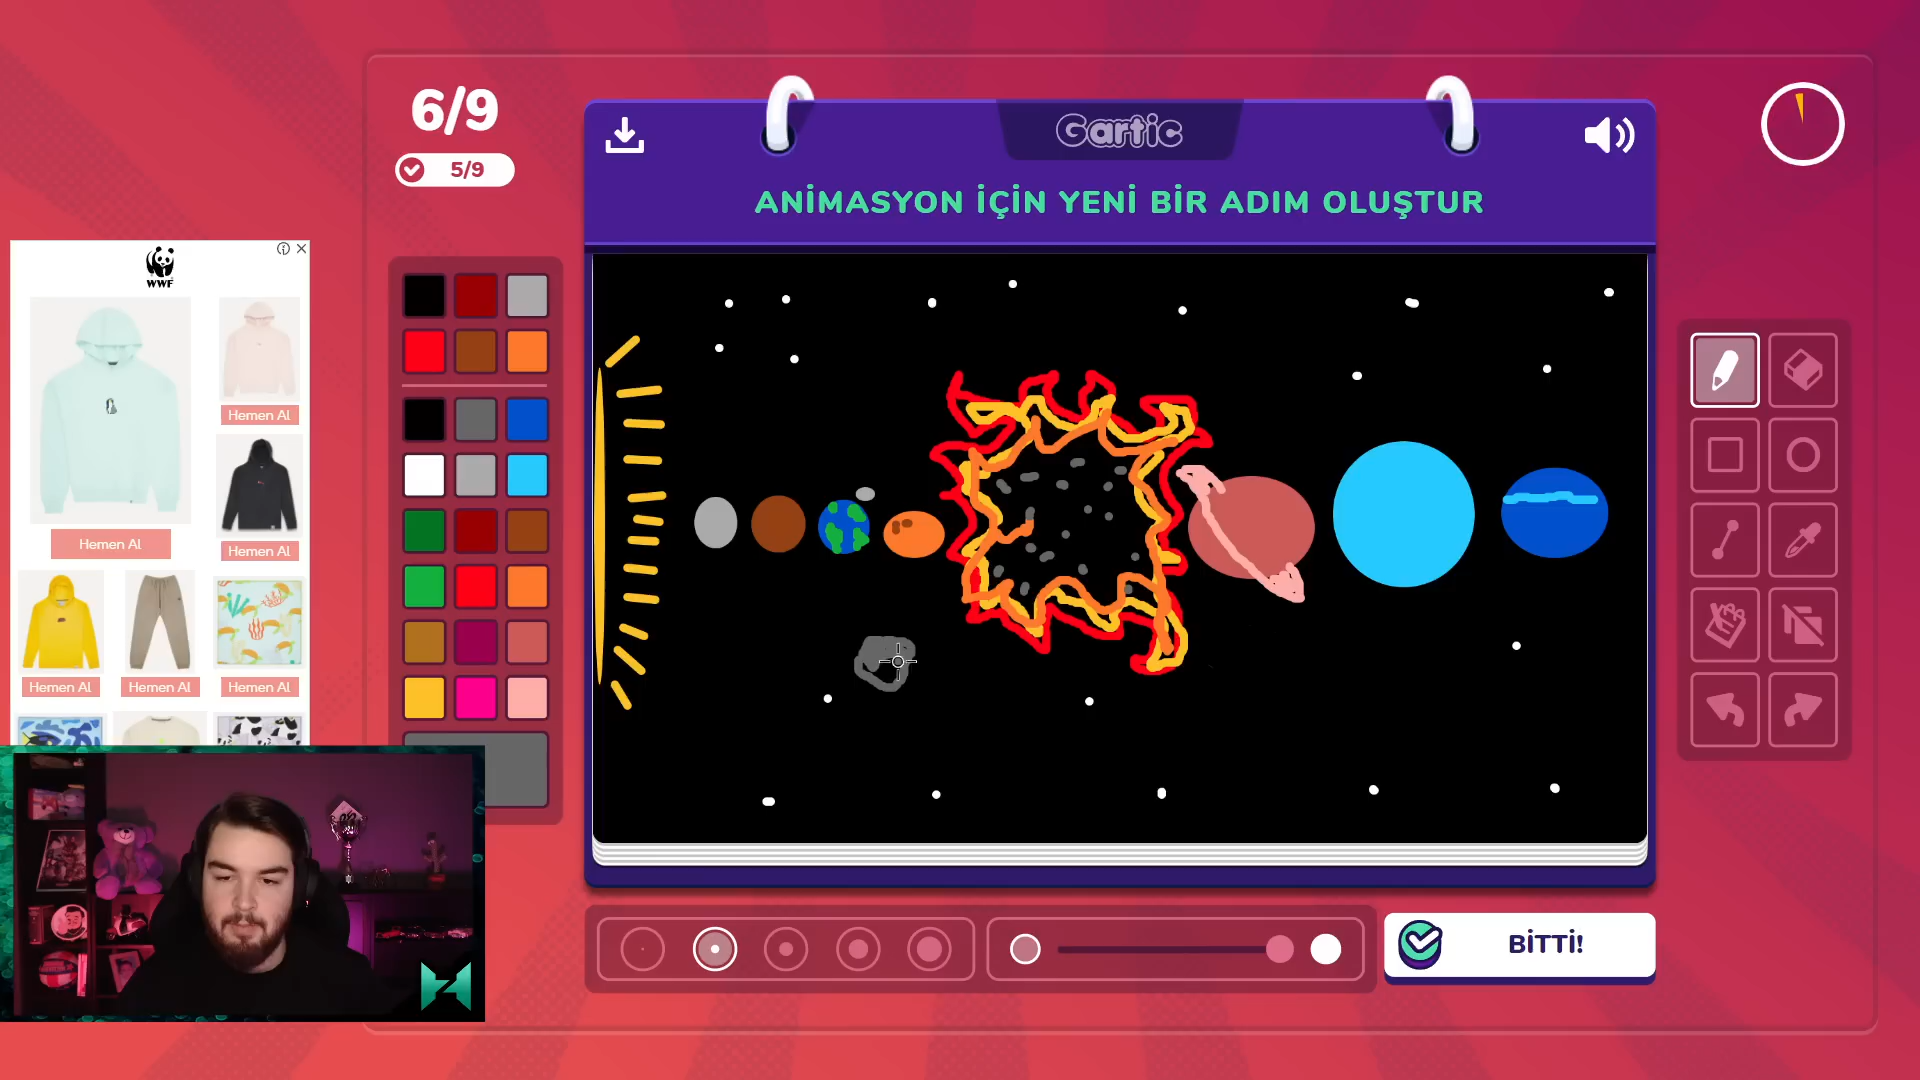 6/9
5/9
Gartic
ANİMASYON İÇİN YENİ BİR ADIM OLUŞTUR
WWF
Hemen Al
Hemen Al
Hemen Al
Hemen Al
Hemen Al
Hemen Al
BİTTİ!